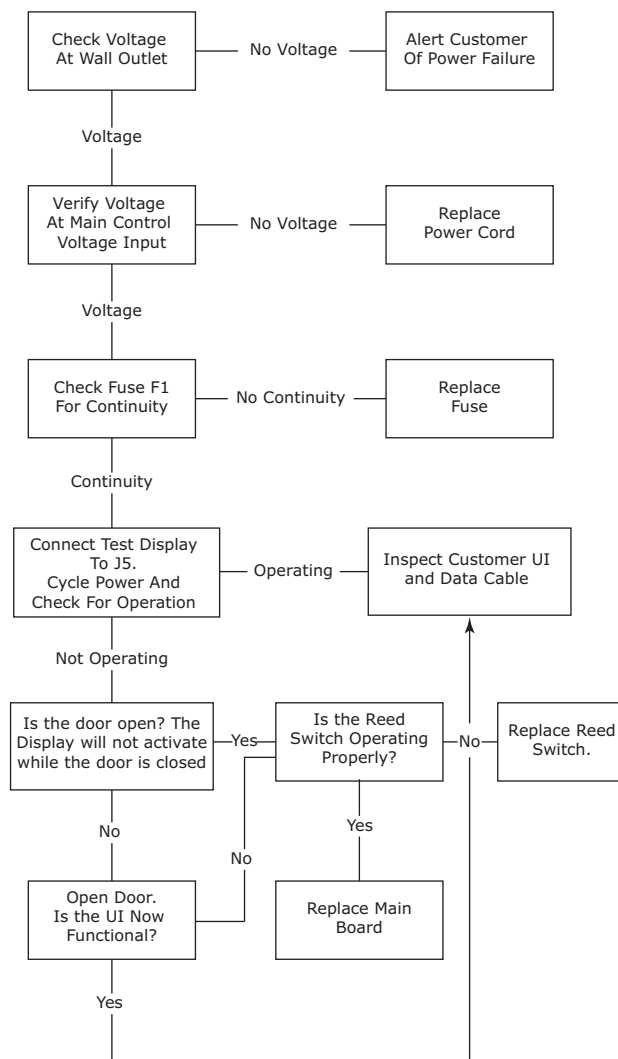 Check Voltage
At Wall Outlet
No Voltage
Alert Customer
Of Power Failure
Voltage
Verify Voltage
At Main Control
Voltage Input
No Voltage
Replace
Power Cord
Voltage
Check Fuse F1
For Continuity
No Continuity
Replace
Fuse
Continuity
Connect Test Display
To J5.
Cycle Power And
Check For Operation
Operating
Inspect Customer UI
and Data Cable
Not Operating
Is the door open? The
Display will not activate
while the door is closed
Yes
Is the Reed
Switch Operating
Properly?
No
Replace Reed
Switch.
No
No
Yes
Open Door.
Is the UI Now
Functional?
Replace Main
Board
Yes